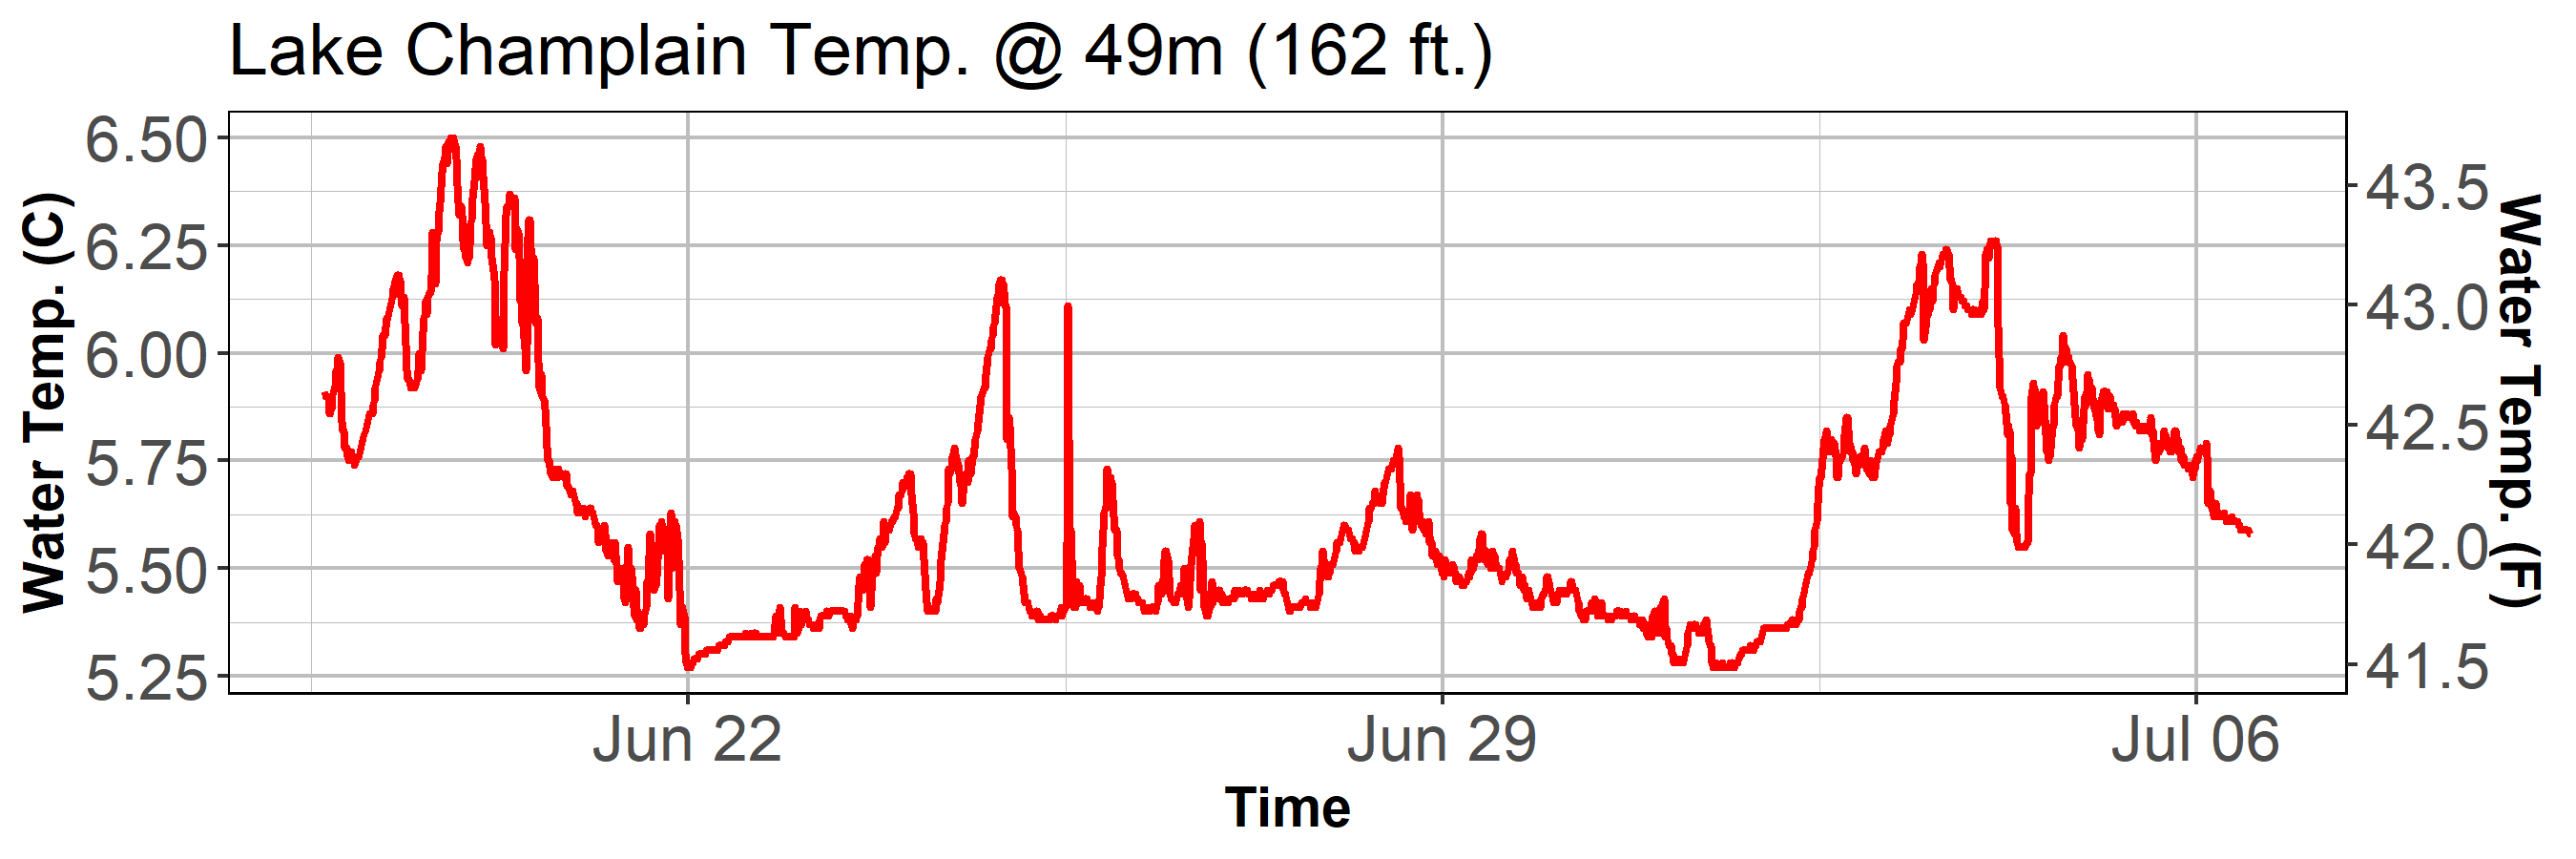 Lake Champlain Temp. @ 49m (162 ft.)
Water Temp. (C)
6.50
6.25
6.00
5.75
5.50
5.25
43.5
43.0
42.5
42.0
41.5
Water Temp. (F)
Jun 22
Jun 29
Jul 06
Time